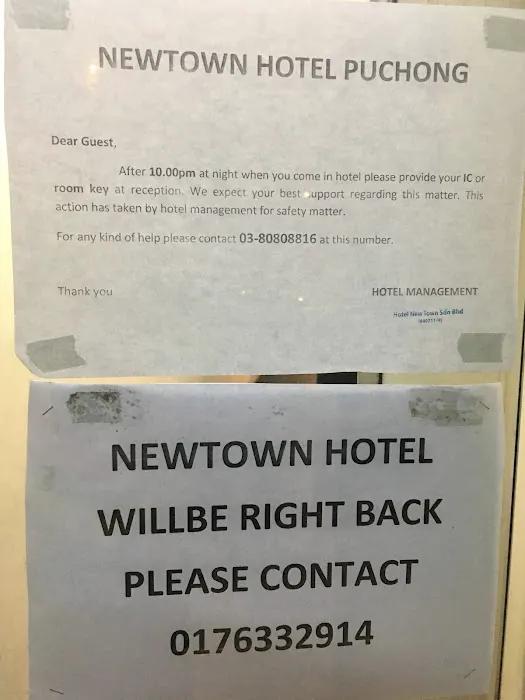 NEWTOWN HOTEL PUCHONG
Dear Guest,
After 10.00pm at night when you come in hotel please provide your IC or
room key at reception. We expect your best support regarding this matter. This
action has taken by hotel management for safety matter.
For any kind of help please contact 03-80808816 at this number.
Thank you
HOTEL MANAGEMENT
Hotel New Town Sdn Bhd
NEWTOWN HOTEL
WILLBE RIGHT BACK
PLEASE CONTACT
0176332914